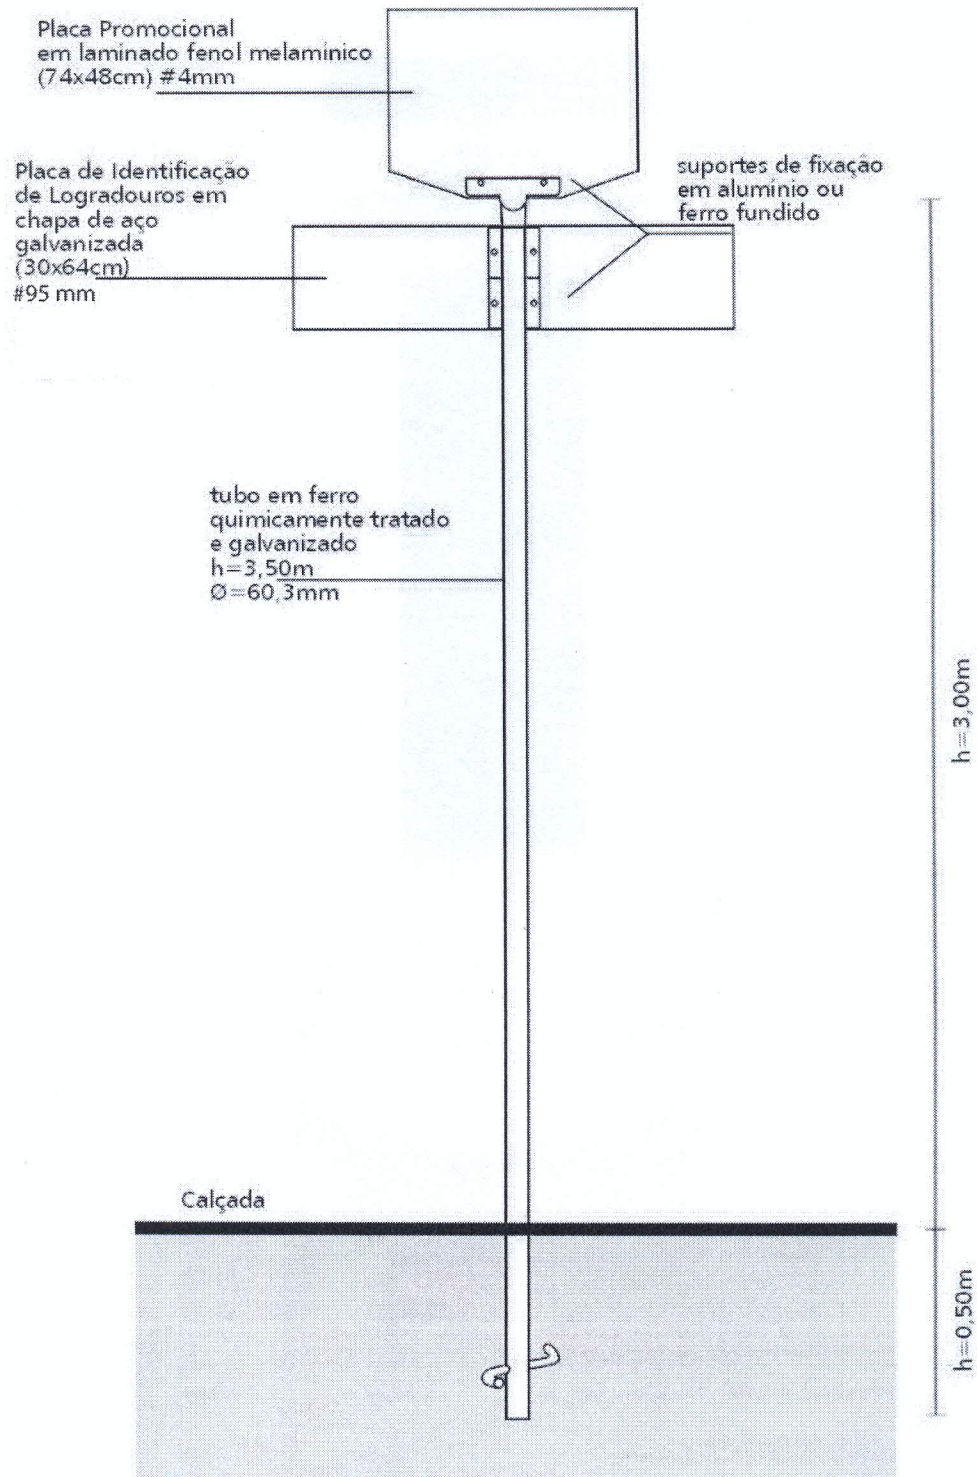 Placa Promocional
em laminado fenol melamínico
(74x48cm) #4mm
Placa de Identificação
de Logradouros em
chapa de aço
galvanizada
(30x64cm)
#95 mm
suportes de fixação
em alumínio ou
ferro fundido
tubo em ferro
quimicamente tratado
e galvanizado
h=3,50m
Ø=60,3mm
h=3,00m
Calçada
h=0,50m